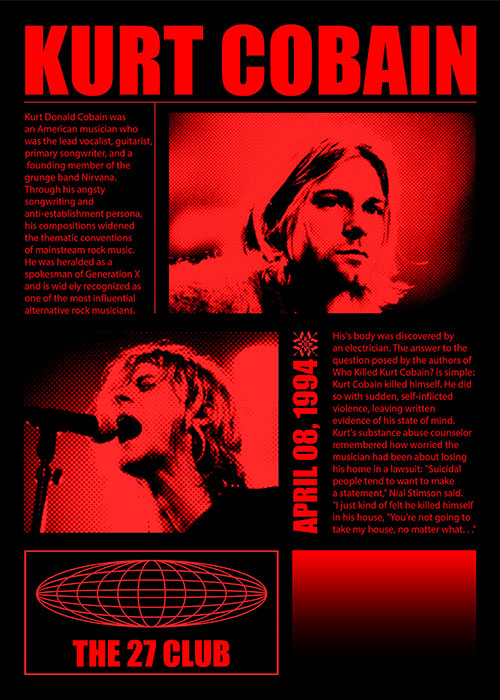 KURT COBAIN
Kurt Donald Cobain was
an American musician who
was the lead vocalist, guitarist,
primary songwriter, and a
founding member of the
grunge band Nirvana.
Through his angsty
songwriting and
anti-establishment persona,
his compositions widened
the thematic conventions
of mainstream rock music.
He was heralded as a
spokesman of Generation X
and is wid ely recognized as
one of the most influential
alternative rock musicians.
APRIL 08, 1994
His's body was discovered by
an electrician. The answer to the
question posed by the authors of
Who Killed Kurt Cobain? is simple:
Kurt Cobain killed himself. He did
so with sudden, self-inflicted
violence, leaving written
evidence of his state of mind.
Kurt's substance abuse counselor
remembered how worried the
musician had been about losing
his home in a lawsuit: "Suicidal
people tend to want to make
a statement," Nial Stimson said.
"I just kind of felt he killed himself
in his house, "You're not going to
take my house, no matter what. . ."
THE 27 CLUB